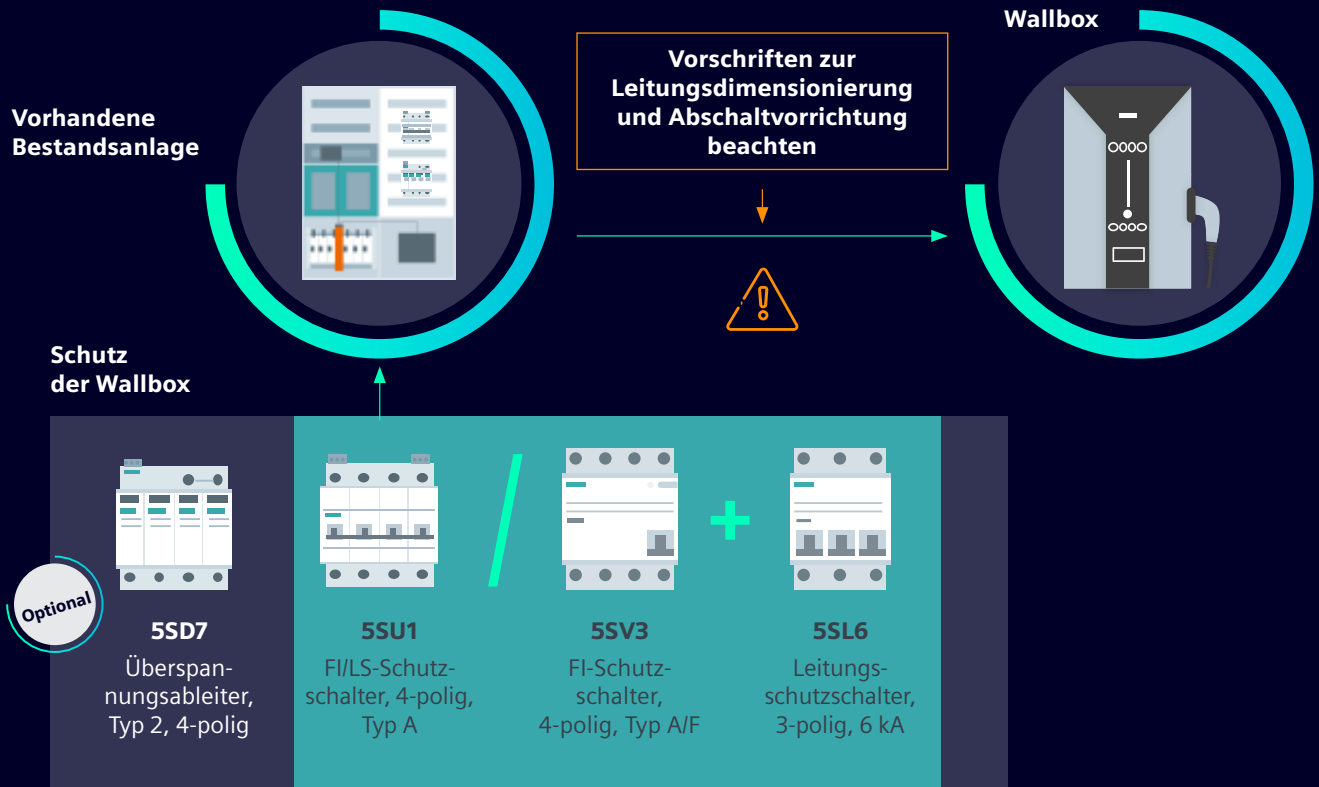 Vorhandene
Bestandsanlage
Vorschriften zur
Leitungsdimensionierung
und Abschaltvorrichtung
beachten
Wallbox
Schutz
der Wallbox
Optional
5SD7
Überspan-
nungsableiter,
Typ 2, 4-polig
5SU1
FI/LS-Schutz-
schalter, 4-polig,
Typ A
5SV3
FI-Schutz-
schalter,
4-polig, Typ A/F
5SL6
Leitungs-
schutzschalter,
3-polig, 6 kA